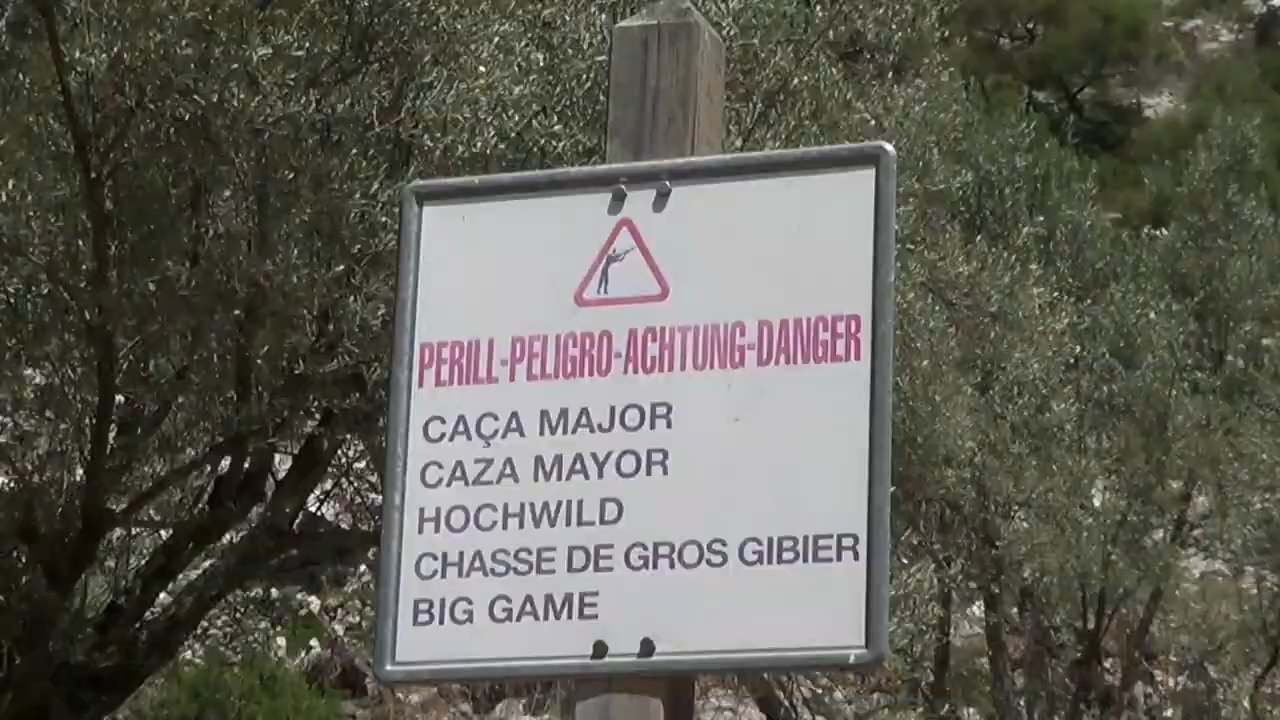 PERILL-PELIGRO-ACHTUNG-DANGER
CAÇA MAJOR
CAZA MAYOR
HOCHWILD
CHASSE DE GROS GIBIER
BIG GAME